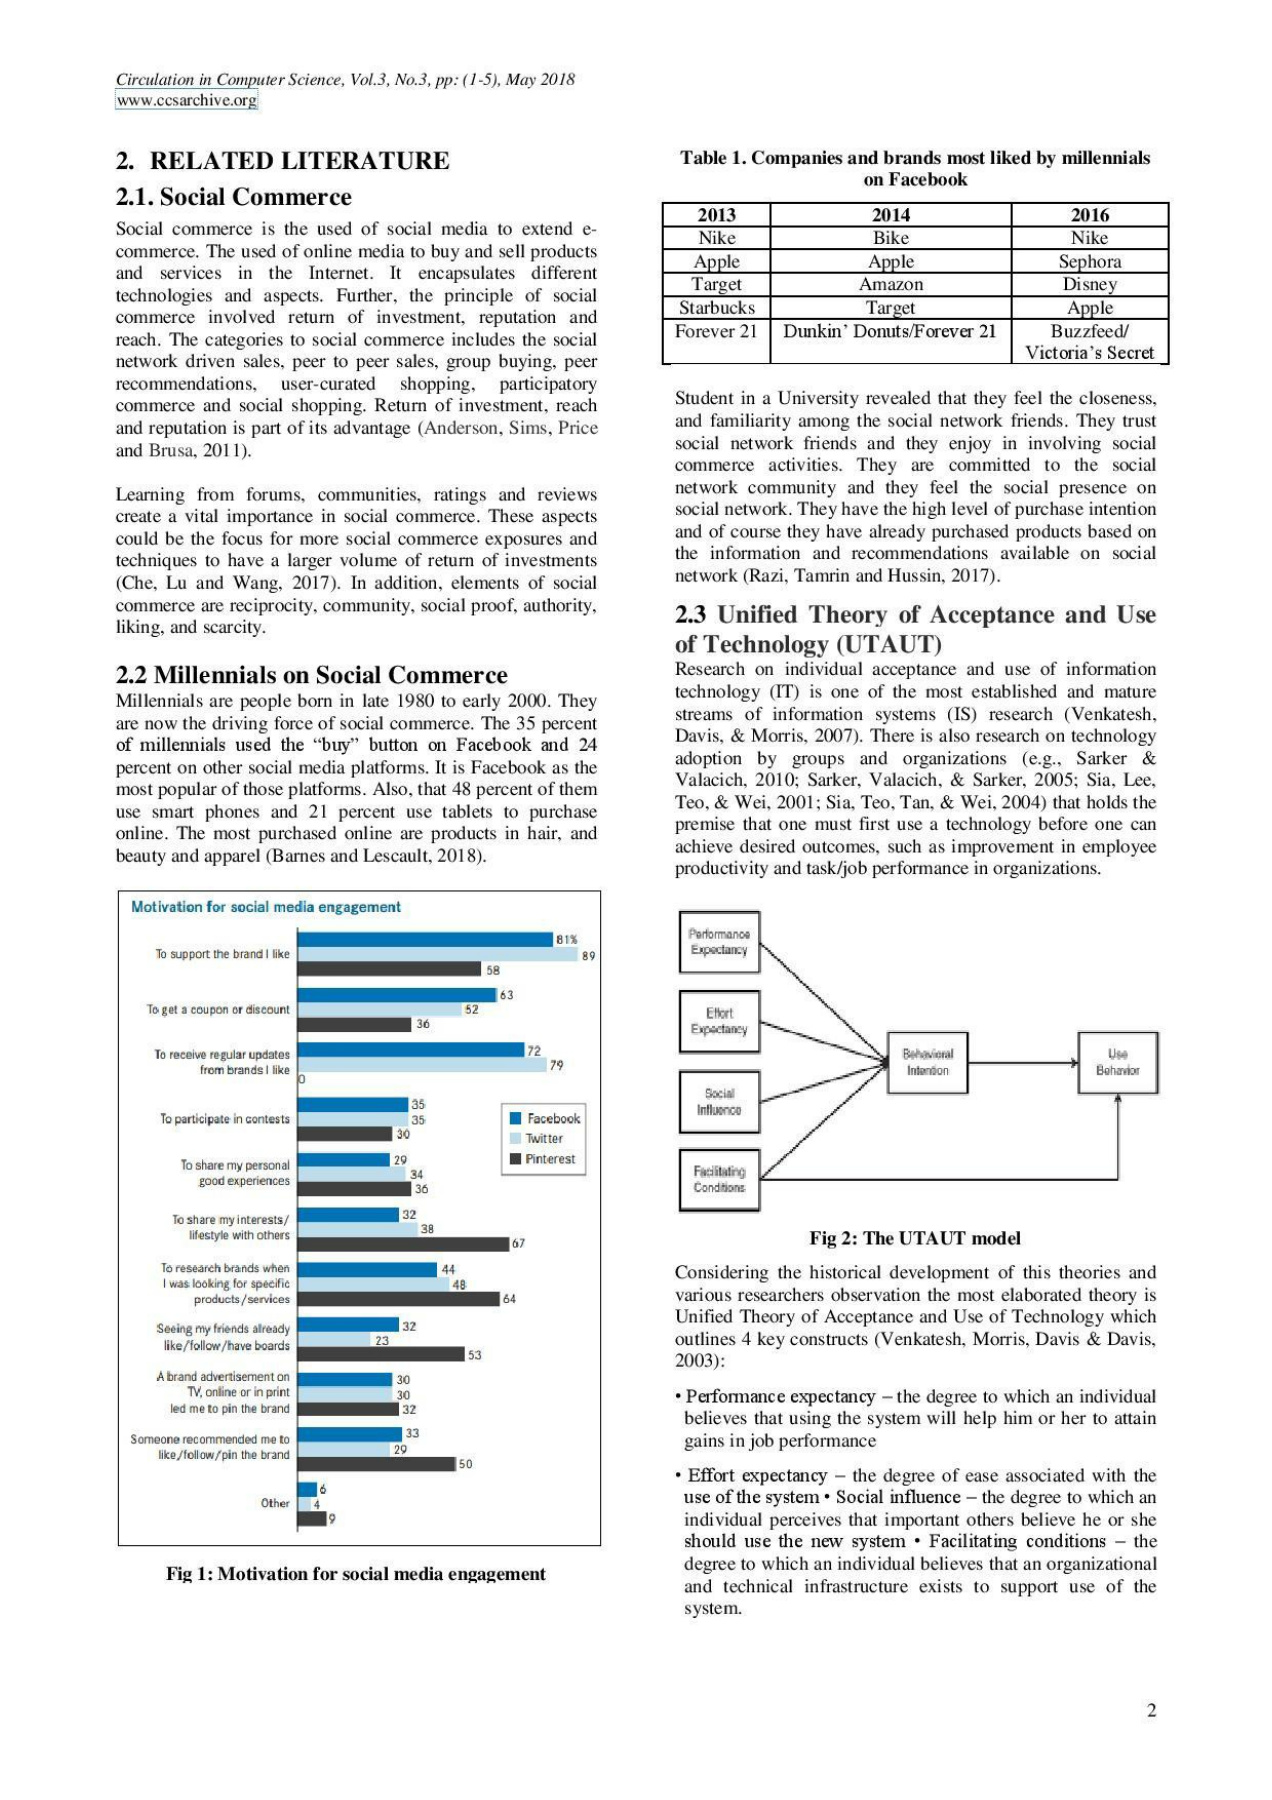 Circulation in Computer Science, Vol.3, No.3, pp: (1-5), May 2018
www.ccsarchive.org
2. RELATED LITERATURE
2.1. Social Commerce
Social commerce is the used of social media to extend e-
commerce. The used of online media to buy and sell products
and services in the Internet. It encapsulates different
technologies and aspects. Further, the principle of social
commerce involved return of investment, reputation and
reach. The categories to social commerce includes the social
network driven sales, peer to peer sales, group buying, peer
recommendations, user-curated shopping, participatory
commerce and social shopping. Return of investment, reach
and reputation is part of its advantage (Anderson, Sims, Price
and Brusa, 2011).
Learning from forums, communities, ratings and reviews
create a vital importance in social commerce. These aspects
could be the focus for more social commerce exposures and
techniques to have a larger volume of return of investments
(Che, Lu and Wang, 2017). In addition, elements of social
commerce are reciprocity, community, social proof, authority,
liking, and scarcity.
2.2 Millennials on Social Commerce
Millennials are people born in late 1980 to early 2000. They
are now the driving force of social commerce. The 35 percent
of millennials used the “buy” button on Facebook and 24
percent on other social media platforms. It is Facebook as the
most popular of those platforms. Also, that 48 percent of them
use smart phones and 21 percent use tablets to purchase
online. The most purchased online are products in hair, and
beauty and apparel (Barnes and Lescault, 2018).
Motivation for social media engagement
To support the brand I like
81%
89
58
To get a coupon or discount
63
52
36
To receive regular updates
from brands I like
72
79
0
To participate in contests
35
35
30
Facebook
Twitter
Pinterest
To share my personal
good experiences
29
34
36
To share my interests/
lifestyle with others
32
38
67
To research brands when
I was looking for specific
products/services
44
48
64
Seeing my friends already
like/follow/have boards
32
23
53
A brand advertisement on
TV, online or in print
led me to pin the brand
30
30
32
Someone recommended me to
like/follow/pin the brand
33
29
50
Other
6
4
9
Fig 1: Motivation for social media engagement
Table 1. Companies and brands most liked by millennials
on Facebook
2013 2014 2016
Nike Bike Nike
Apple Apple Sephora
Target Amazon Disney
Starbucks Target Apple
Forever 21 Dunkin’ Donuts/Forever 21 Buzzfeed/
Victoria’s Secret
Student in a University revealed that they feel the closeness,
and familiarity among the social network friends. They trust
social network friends and they enjoy in involving social
commerce activities. They are committed to the social
network community and they feel the social presence on
social network. They have the high level of purchase intention
and of course they have already purchased products based on
the information and recommendations available on social
network (Razi, Tamrin and Hussin, 2017).
2.3 Unified Theory of Acceptance and Use
of Technology (UTAUT)
Research on individual acceptance and use of information
technology (IT) is one of the most established and mature
streams of information systems (IS) research (Venkatesh,
Davis, & Morris, 2007). There is also research on technology
adoption by groups and organizations (e.g., Sarker &
Valacich, 2010; Sarker, Valacich, & Sarker, 2005; Sia, Lee,
Teo, & Wei, 2001; Sia, Teo, Tan, & Wei, 2004) that holds the
premise that one must first use a technology before one can
achieve desired outcomes, such as improvement in employee
productivity and task/job performance in organizations.
Performance
Expectancy
Effort
Expectancy
Social
Influence
Facilitating
Conditions
Behavioral
Intention
Use
Behavior
Fig 2: The UTAUT model
Considering the historical development of this theories and
various researchers observation the most elaborated theory is
Unified Theory of Acceptance and Use of Technology which
outlines 4 key constructs (Venkatesh, Morris, Davis & Davis,
2003):
• Performance expectancy – the degree to which an individual
believes that using the system will help him or her to attain
gains in job performance
• Effort expectancy – the degree of ease associated with the
use of the system • Social influence – the degree to which an
individual perceives that important others believe he or she
should use the new system • Facilitating conditions – the
degree to which an individual believes that an organizational
and technical infrastructure exists to support use of the
system.
2